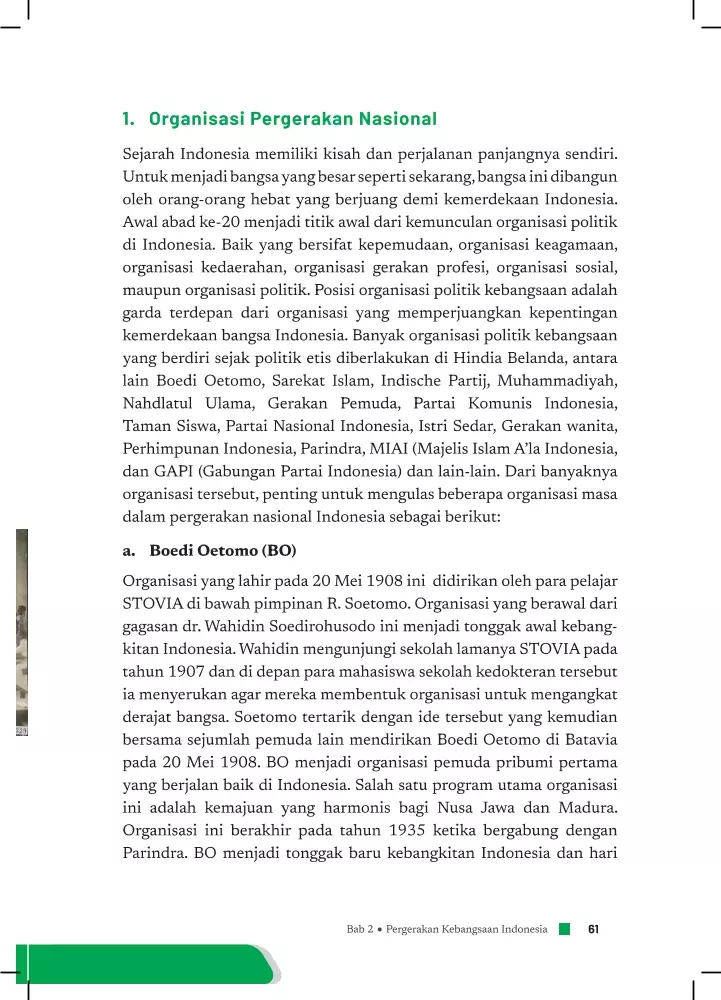 1. Organisasi Pergerakan Nasional
Sejarah Indonesia memiliki kisah dan perjalanan panjangnya sendiri.
Untuk menjadi bangsa yang besar seperti sekarang, bangsa ini dibangun
oleh orang-orang hebat yang berjuang demi kemerdekaan Indonesia.
Awal abad ke-20 menjadi titik awal dari kemunculan organisasi politik
di Indonesia. Baik yang bersifat kepemudaan, organisasi keagamaan,
organisasi kedaerahan, organisasi gerakan profesi, organisasi sosial,
maupun organisasi politik. Posisi organisasi politik kebangsaan adalah
garda terdepan dari organisasi yang memperjuangkan kepentingan
kemerdekaan bangsa Indonesia. Banyak organisasi politik kebangsaan
yang berdiri sejak politik etis diberlakukan di Hindia Belanda, antara
lain Boedi Oetomo, Sarekat Islam, Indische Partij, Muhammadiyah,
Nahdlatul Ulama, Gerakan Pemuda, Partai Komunis Indonesia,
Taman Siswa, Partai Nasional Indonesia, Istri Sedar, Gerakan wanita,
Perhimpunan Indonesia, Parindra, MIAI (Majelis Islam A'la Indonesia,
dan GAPI (Gabungan Partai Indonesia) dan lain-lain. Dari banyaknya
organisasi tersebut, penting untuk mengulas beberapa organisasi masa
dalam pergerakan nasional Indonesia sebagai berikut:
a. Boedi Oetomo (BO)
Organisasi yang lahir pada 20 Mei 1908 ini didirikan oleh para pelajar
STOVIA di bawah pimpinan R. Soetomo. Organisasi yang berawal dari
gagasan dr. Wahidin Soedirohusodo ini menjadi tonggak awal kebang-
kitan Indonesia. Wahidin mengunjungi sekolah lamanya STOVIA pada
tahun 1907 dan di depan para mahasiswa sekolah kedokteran tersebut
ia menyerukan agar mereka membentuk organisasi untuk mengangkat
derajat bangsa. Soetomo tertarik dengan ide tersebut yang kemudian
bersama sejumlah pemuda lain mendirikan Boedi Oetomo di Batavia
pada 20 Mei 1908. BO menjadi organisasi pemuda pribumi pertama
yang berjalan baik di Indonesia. Salah satu program utama organisasi
ini adalah kemajuan yang harmonis bagi Nusa Jawa dan Madura.
Organisasi ini berakhir pada tahun 1935 ketika bergabung dengan
Parindra. BO menjadi tonggak baru kebangkitan Indonesia dan hari
Bab 2 • Pergerakan Kebangsaan Indonesia 61